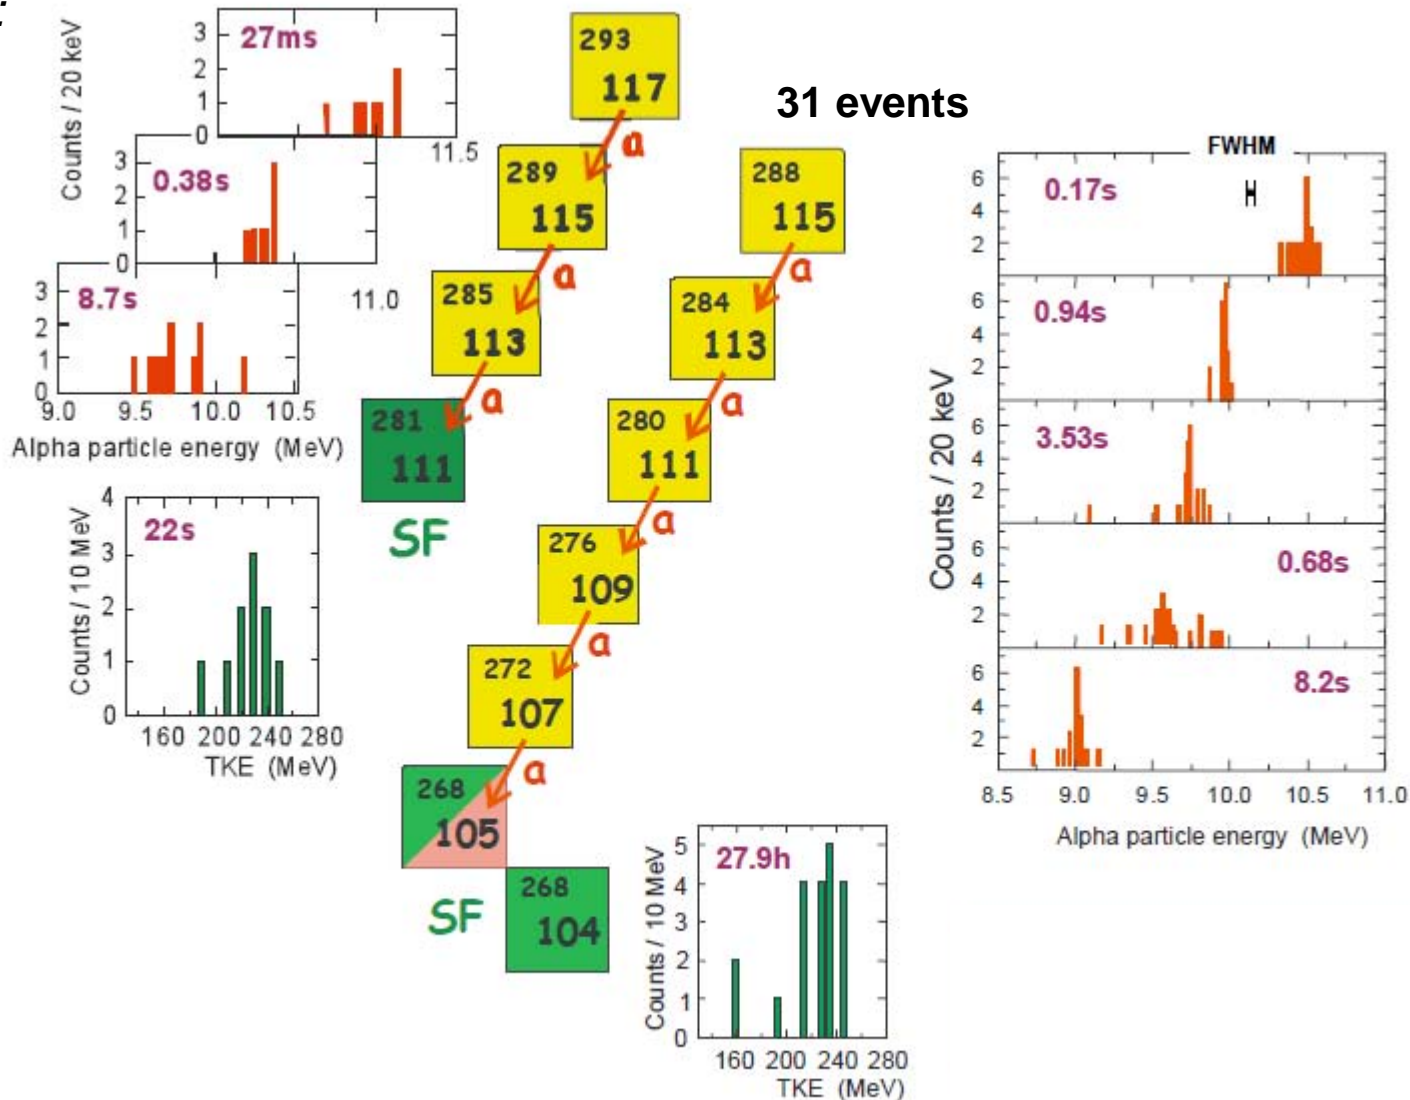 :
Counts / 20 keV
3
2
1
0
27ms
11.5
3
2
1
0
0.38s
11.0
3
2
1
0
8.7s
9.0 9.5 10.0 10.5
Alpha particle energy (MeV)
4
3
2
1
0
Counts / 10 MeV
22s
160 200 240 280
TKE (MeV)
293
117
a
289
115
a
285
113
a
281
111
SF
31 events
288
115
a
284
113
a
280
111
a
276
109
a
272
107
a
268
105
SF
268
104
5
4
3
2
1
0
Counts / 10 MeV
27.9h
160 200 240 280
TKE (MeV)
FWHM
Counts / 20 keV
6
4
2
0.17s
6
4
2
0.94s
6
4
2
3.53s
6
4
2
0.68s
6
4
2
8.2s
8.5 9.0 9.5 10.0 10.5 11.0
Alpha particle energy (MeV)